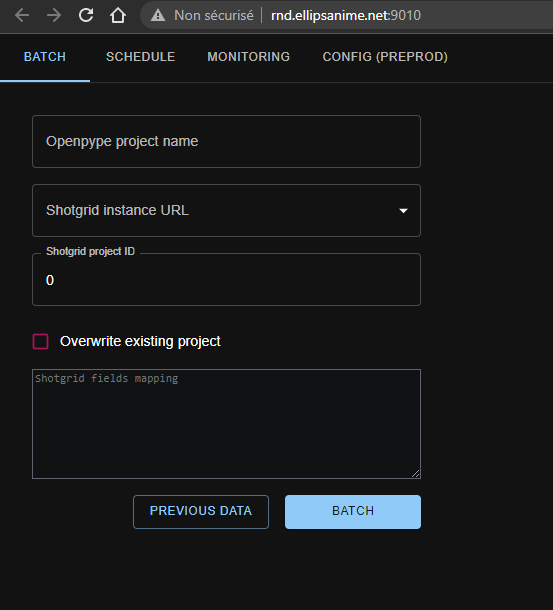 Non sécurisé
rnd.ellipsanime.net:9010
BATCH
SCHEDULE
MONITORING
CONFIG (PREPROD)
Openpype project name
Shotgrid instance URL
Shotgrid project ID
0
Overwrite existing project
Shotgrid fields mapping
PREVIOUS DATA
BATCH